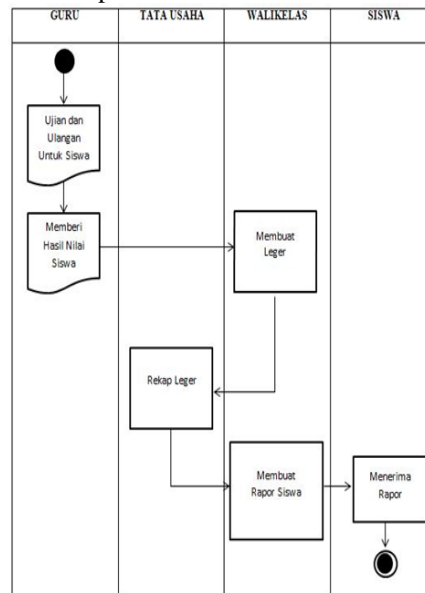 GURU
TATA USAHA
WALIKELAS
SISWA
Ujian dan
Ulangan
Untuk Siswa
Memberi
Hasil Nilai
Siswa
Membuat
Leger
Rekap Leger
Membuat
Rapor Siswa
Menerima
Rapor